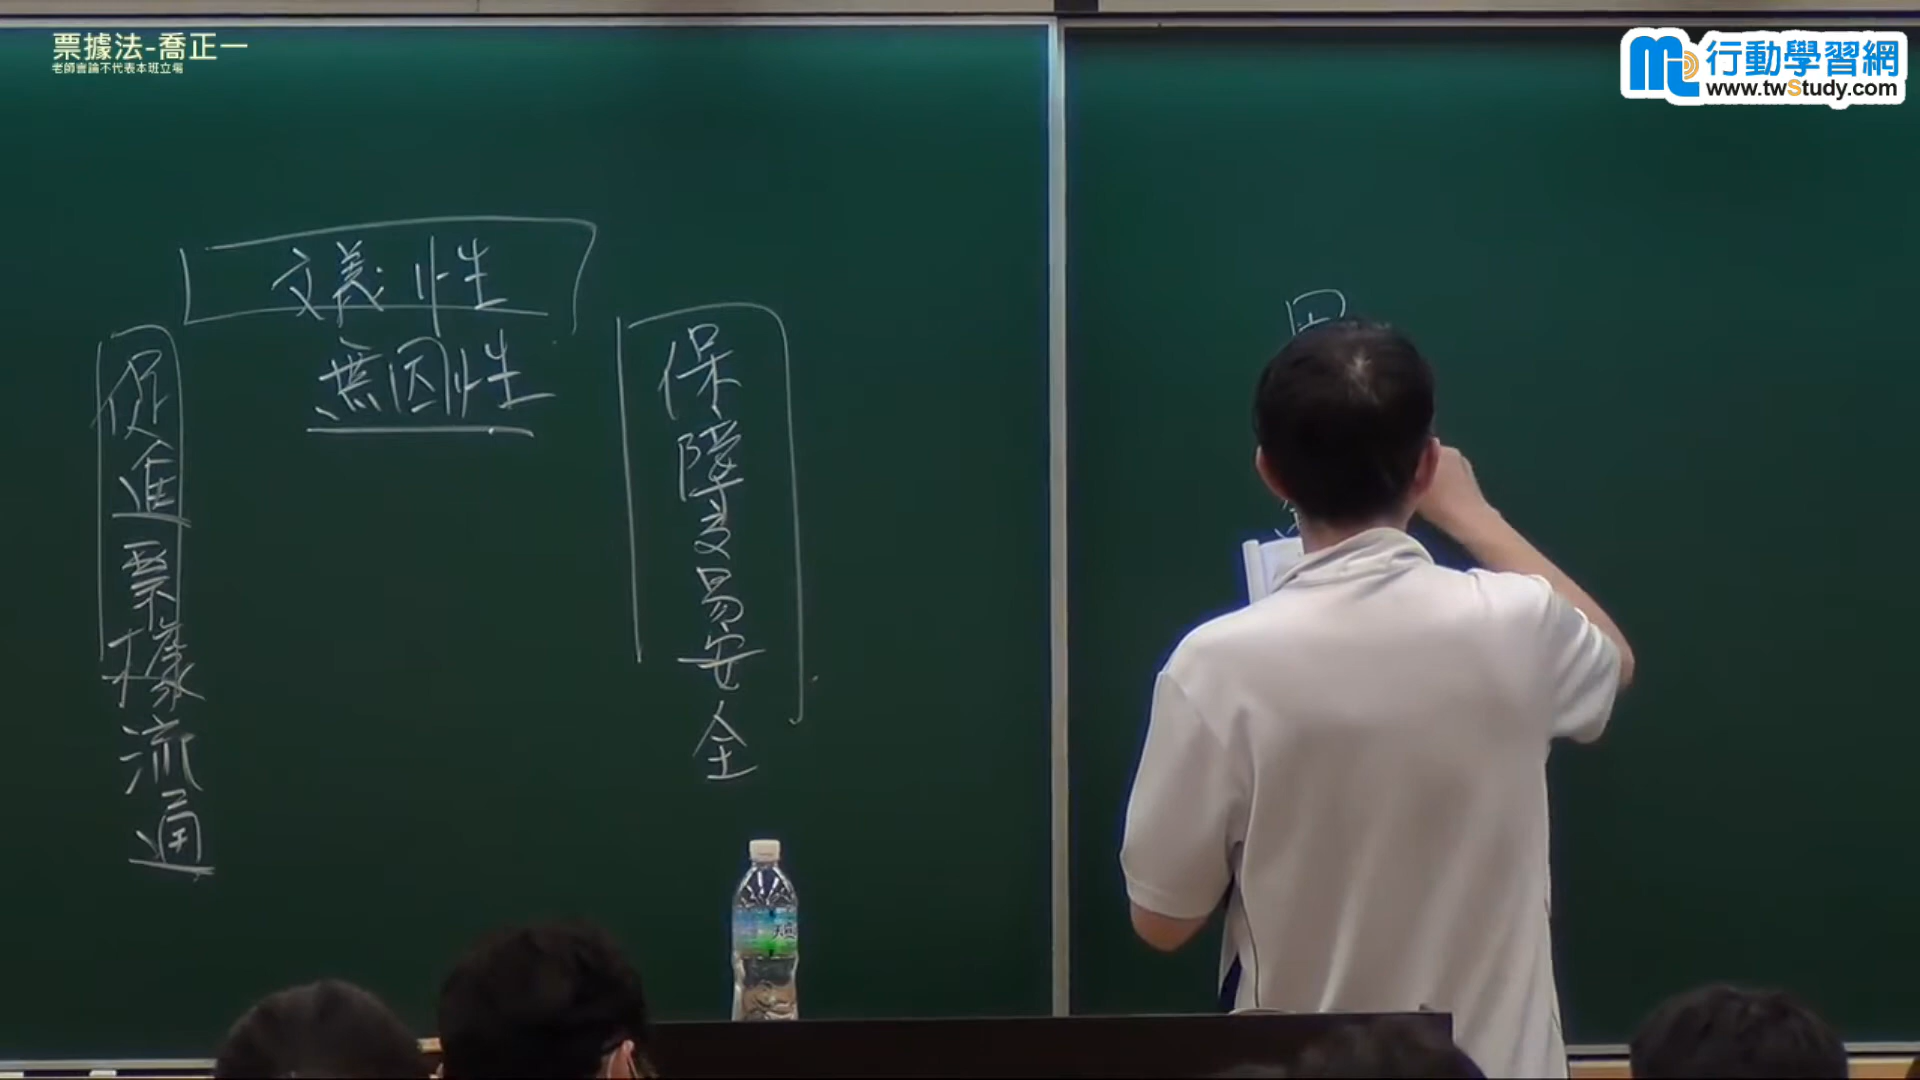 票據法-喬正一
老師言論不代表本班立場
行動學習網
www.twStudy.com
文義性
無因性
促進票據流通
保障交易安全